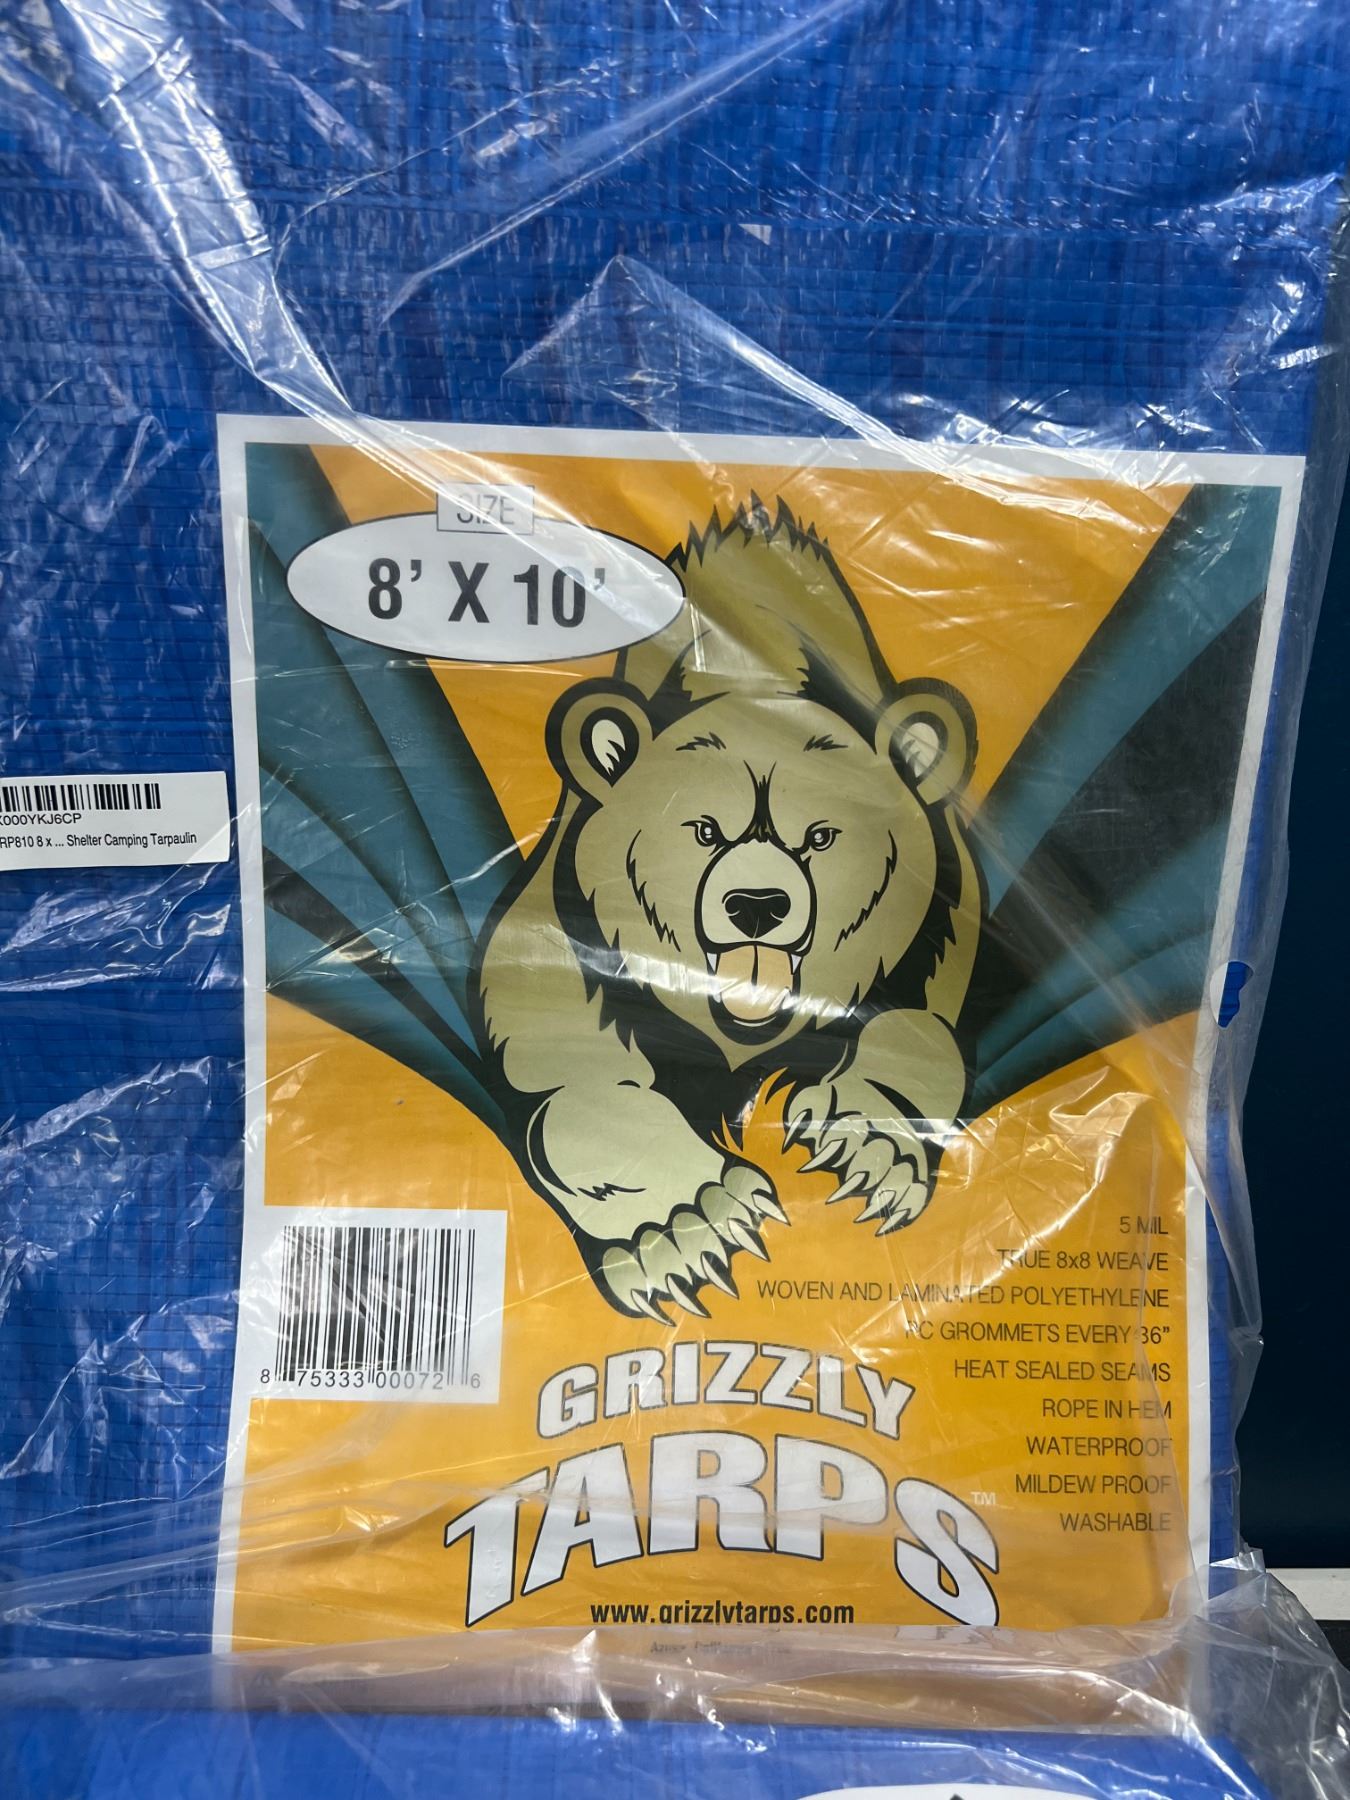 SIZE
8' X 10'
X000YKJ6CP
RP810 8 x ... Shelter Camping Tarpaulin
5 MIL
TRUE 8x8 WEAVE
WOVEN AND LAMINATED POLYETHYLENE
PC GROMMETS EVERY 36"
HEAT SEALED SEAMS
ROPE IN HEM
WATERPROOF
MILDEW PROOF
WASHABLE
8 75333 00072 6
GRIZZLY
TARPS™
www.grizzlytarps.com